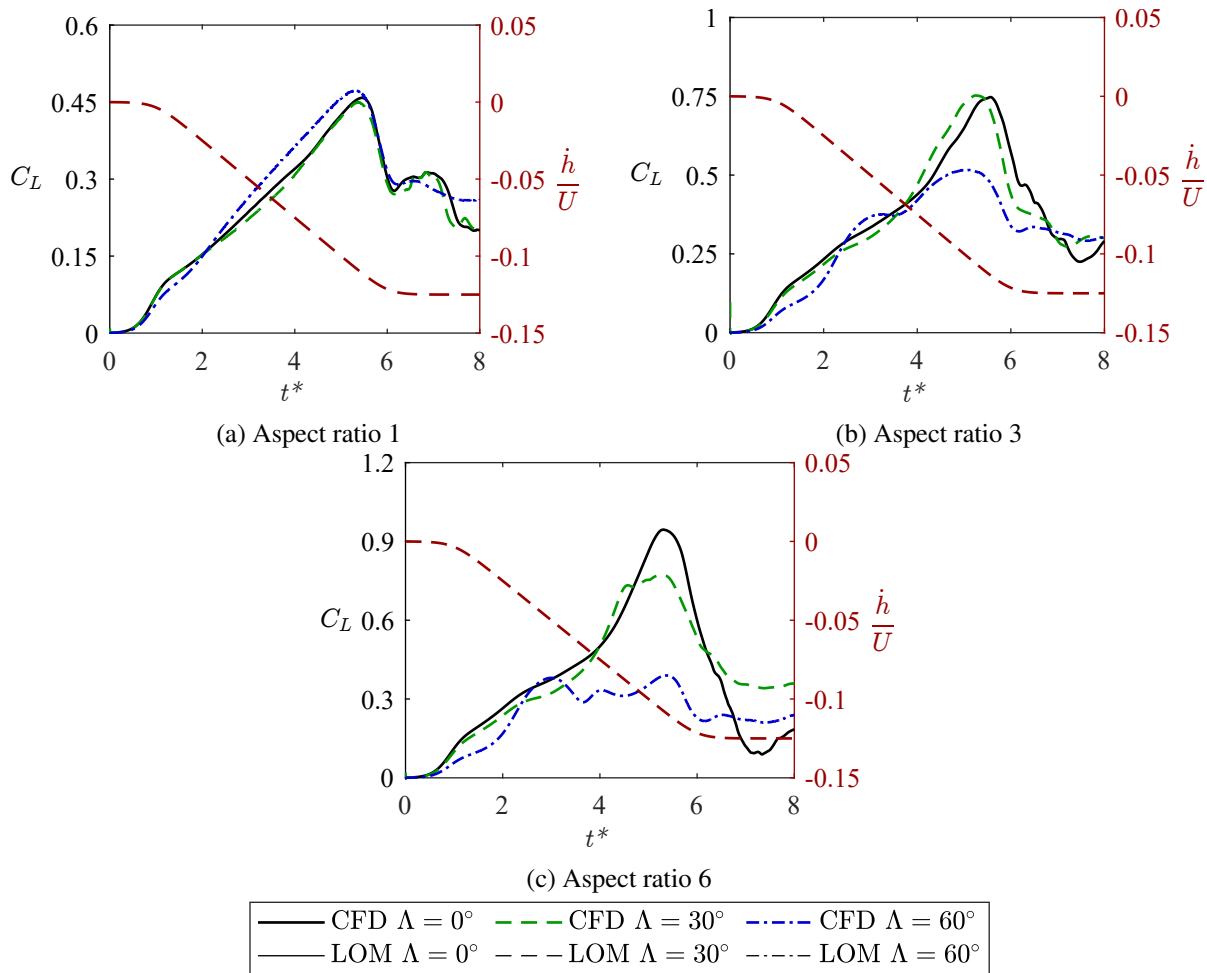 0.6
0.45
0.3
0.15
0
C_L
0.05
0
-0.05
-0.1
-0.15
ḣ/U
0 2 4 6 8
t*
(a) Aspect ratio 1
1
0.75
0.5
0.25
0
C_L
0.05
0
-0.05
-0.1
-0.15
ḣ/U
0 2 4 6 8
t*
(b) Aspect ratio 3
1.2
0.9
0.6
0.3
0
C_L
0.05
0
-0.05
-0.1
-0.15
ḣ/U
0 2 4 6 8
t*
(c) Aspect ratio 6
CFD Λ = 0° CFD Λ = 30° CFD Λ = 60°
LOM Λ = 0° LOM Λ = 30° LOM Λ = 60°